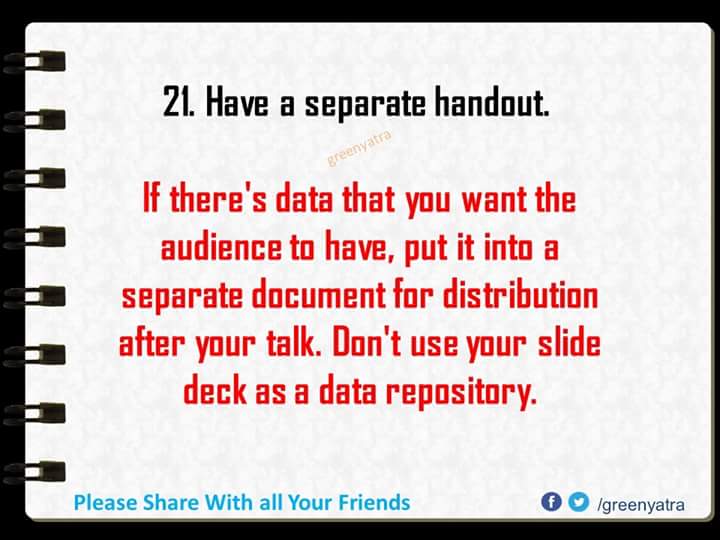 21. Have a separate handout.
greenyatra
If there's data that you want the
audience to have, put it into a
separate document for distribution
after your talk. Don't use your slide
deck as a data repository.
Please Share With all Your Friends
/greenyatra